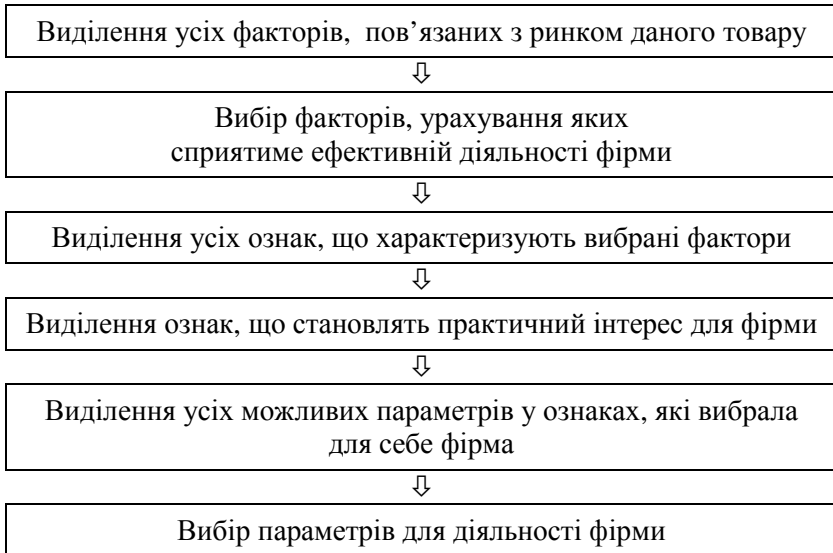 Виділення усіх факторів, пов’язаних з ринком даного товару
⇩
Вибір факторів, урахування яких
сприятиме ефективній діяльності фірми
⇩
Виділення усіх ознак, що характеризують вибрані фактори
⇩
Виділення ознак, що становлять практичний інтерес для фірми
⇩
Виділення усіх можливих параметрів у ознаках, які вибрала
для себе фірма
⇩
Вибір параметрів для діяльності фірми